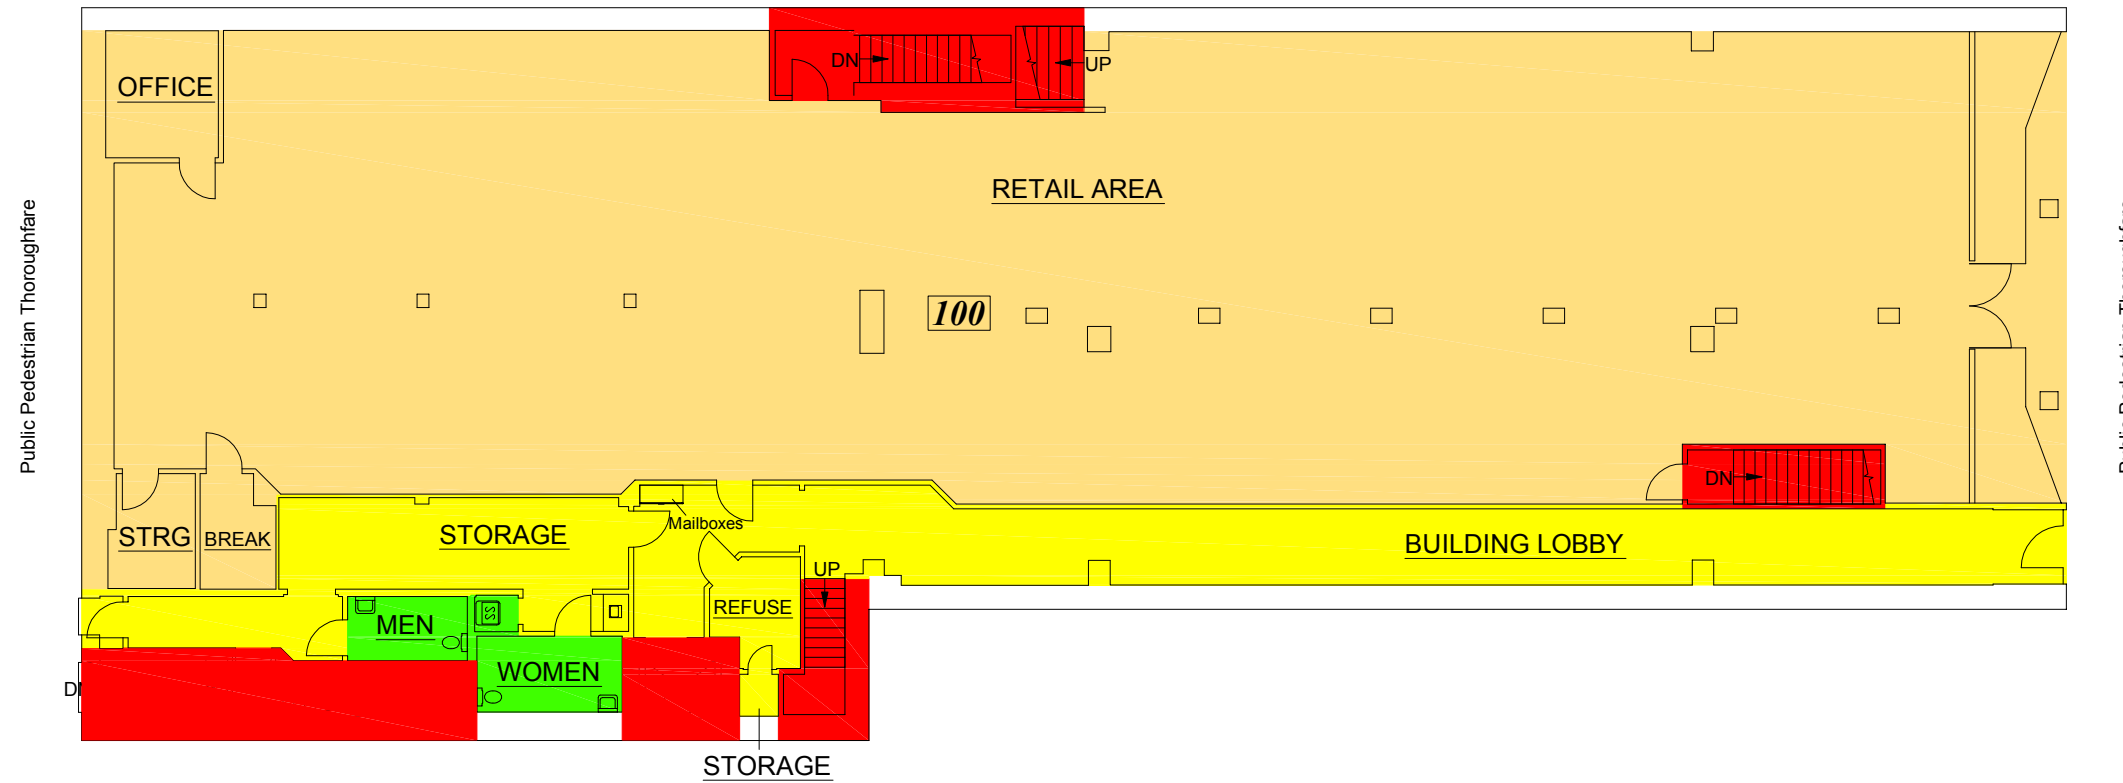 DN
UP
OFFICE
RETAIL AREA
Public Pedestrian Thoroughfare
100
DN
Mailboxes
STRG
BREAK
STORAGE
BUILDING LOBBY
UP
REFUSE
SS
MEN
WOMEN
STORAGE